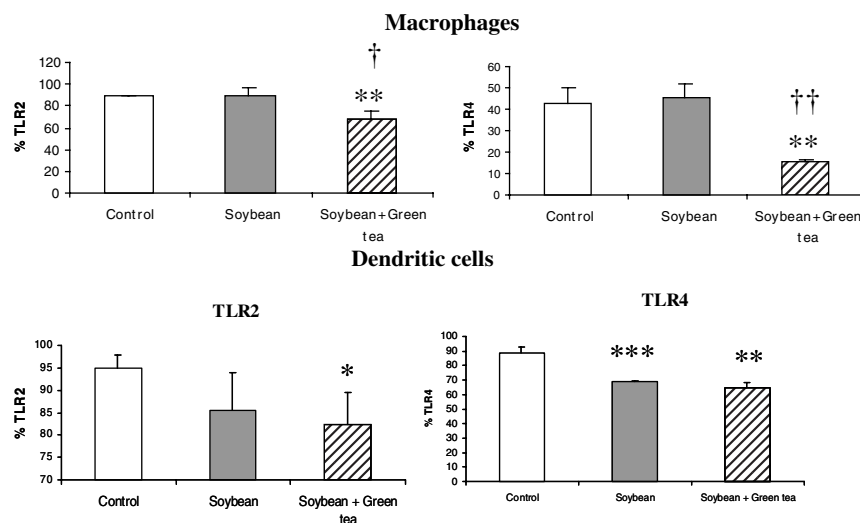 Macrophages
% TLR2
120
100
80
60
40
20
0
†
**
Control
Soybean
Soybean + Green
tea
% TLR4
60
50
40
30
20
10
0
††
**
Control
Soybean
Soybean + Green
tea
Dendritic cells
TLR2
% TLR2
100
95
90
85
80
75
70
*
Control
Soybean
Soybean + Green
tea
TLR4
% TLR4
100
90
80
70
60
50
40
30
20
10
0
***
**
Control
Soybean
Soybean + Green tea